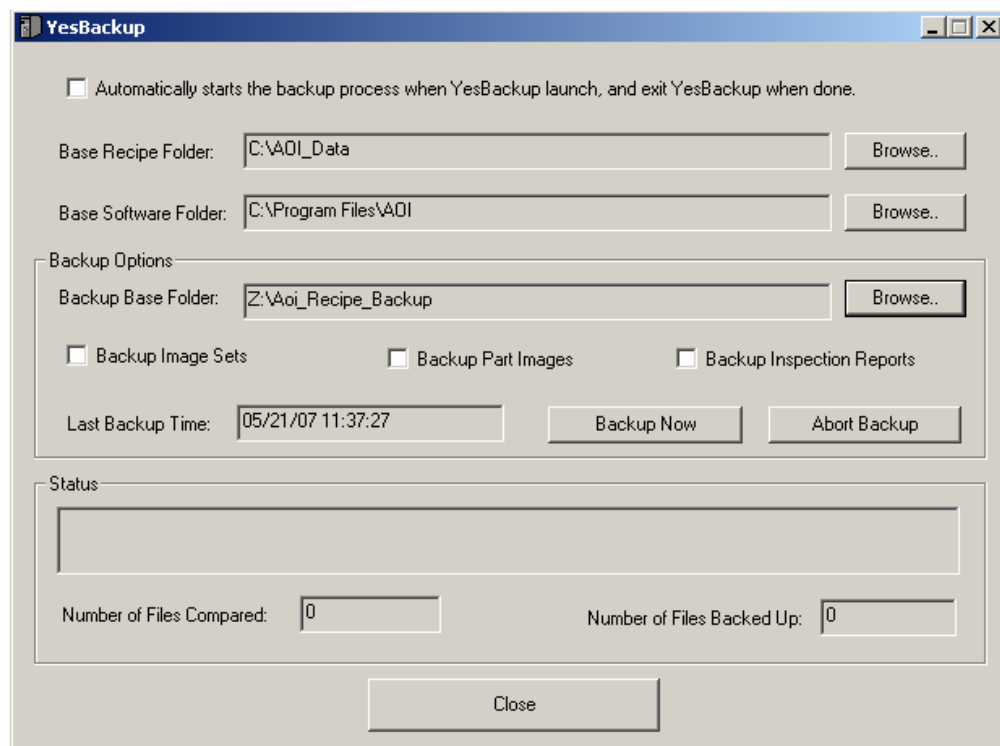 YesBackup
Automatically starts the backup process when YesBackup launch, and exit YesBackup when done.
Base Recipe Folder: C:\AOI_Data Browse..
Base Software Folder: C:\Program Files\AOI Browse..
Backup Options
Backup Base Folder: Z:\Aoi_Recipe_Backup Browse..
Backup Image Sets Backup Part Images Backup Inspection Reports
Last Backup Time: 05/21/07 11:37:27 Backup Now Abort Backup
Status
Number of Files Compared: 0 Number of Files Backed Up: 0
Close